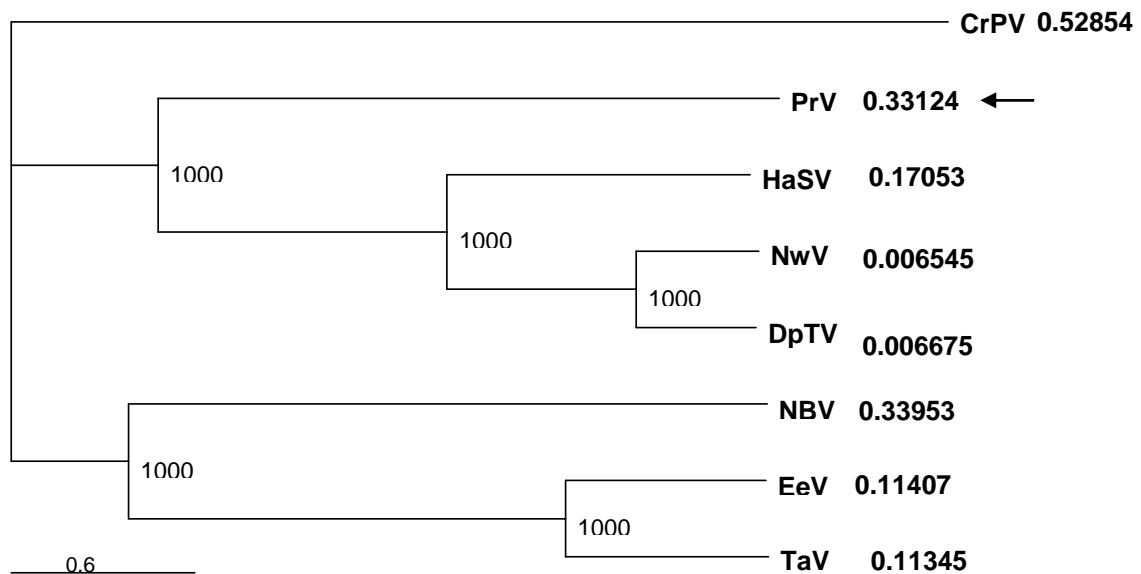 CrPV 0.52854
PrV 0.33124
1000
HaSV 0.17053
1000
NwV 0.006545
1000
DpTV 0.006675
NBV 0.33953
1000
EeV 0.11407
1000
TaV 0.11345
0.6